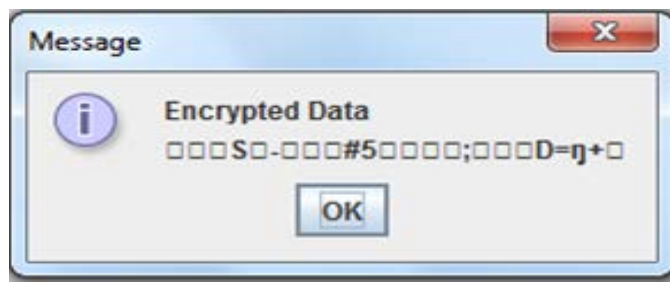 Message
Encrypted Data
□□□S□-□□□#5□□□□;□□□D=ŋ+□
OK